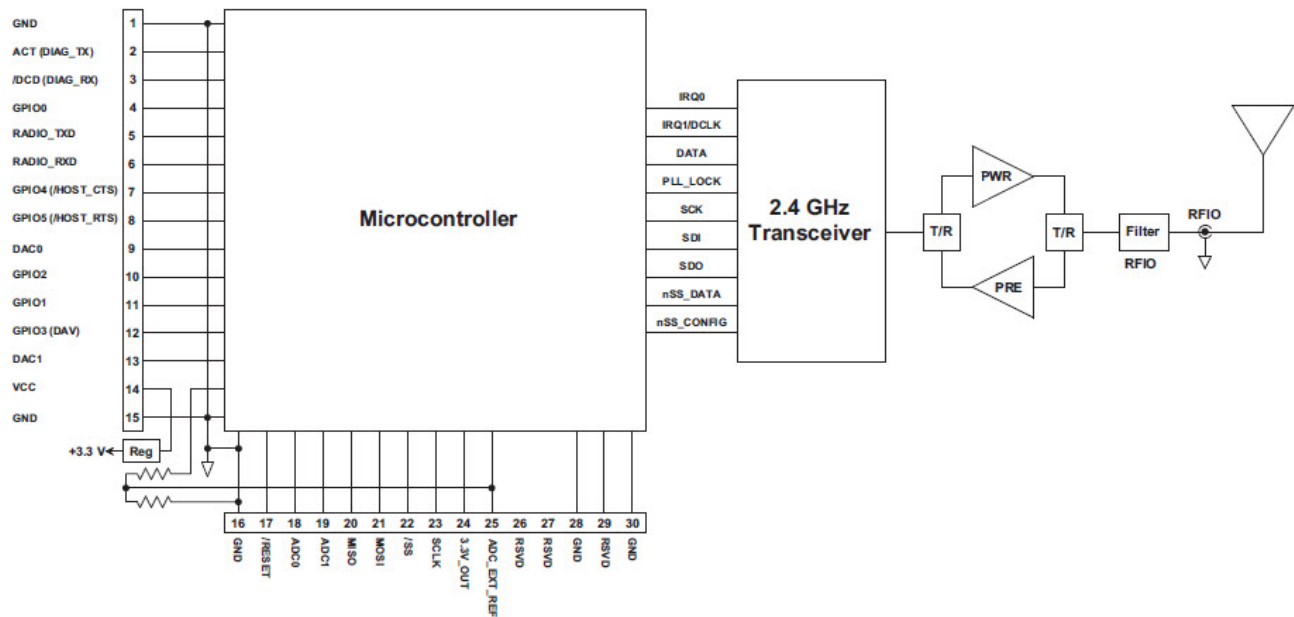 GND 1
ACT (DIAG_TX) 2
/DCD (DIAG_RX) 3
GPIO0 4
RADIO_TXD 5
RADIO_RXD 6
GPIO4 (/HOST_CTS) 7
GPIO5 (/HOST_RTS) 8
DAC0 9
GPIO2 10
GPIO1 11
GPIO3 (DAV) 12
DAC1 13
VCC 14
GND 15
+3.3 V
Reg
Microcontroller
IRQ0
IRQ1/DCLK
DATA
PLL_LOCK
SCK
SDI
SDO
nSS_DATA
nSS_CONFIG
2.4 GHz
Transceiver
T/R
PWR
PRE
T/R
Filter
RFIO
RFIO
16 17 18 19 20 21 22 23 24 25 26 27 28 29 30
GND
/RESET
ADC0
ADC1
MISO
MOSI
/SS
SCLK
3.3V_OUT
ADC_EXT_REF
RSVD
RSVD
GND
RSVD
GND